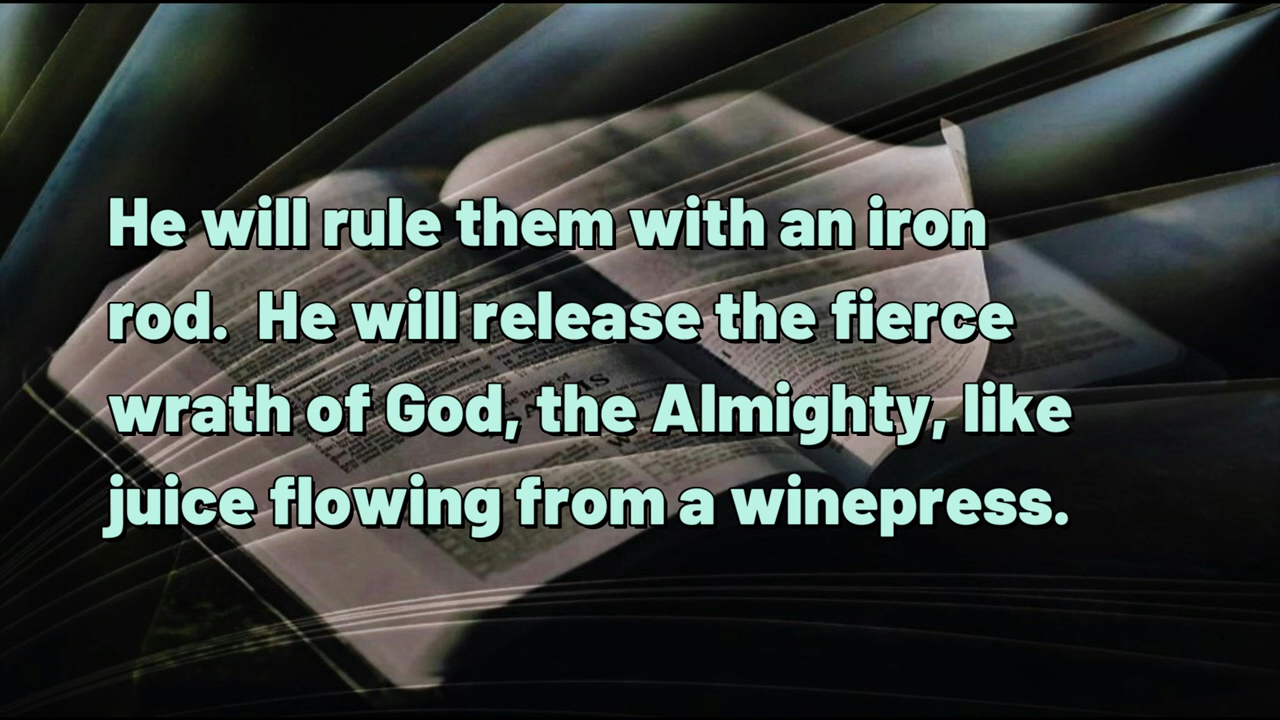 He will rule them with an iron
rod.  He will release the fierce
wrath of God, the Almighty, like
juice flowing from a winepress.